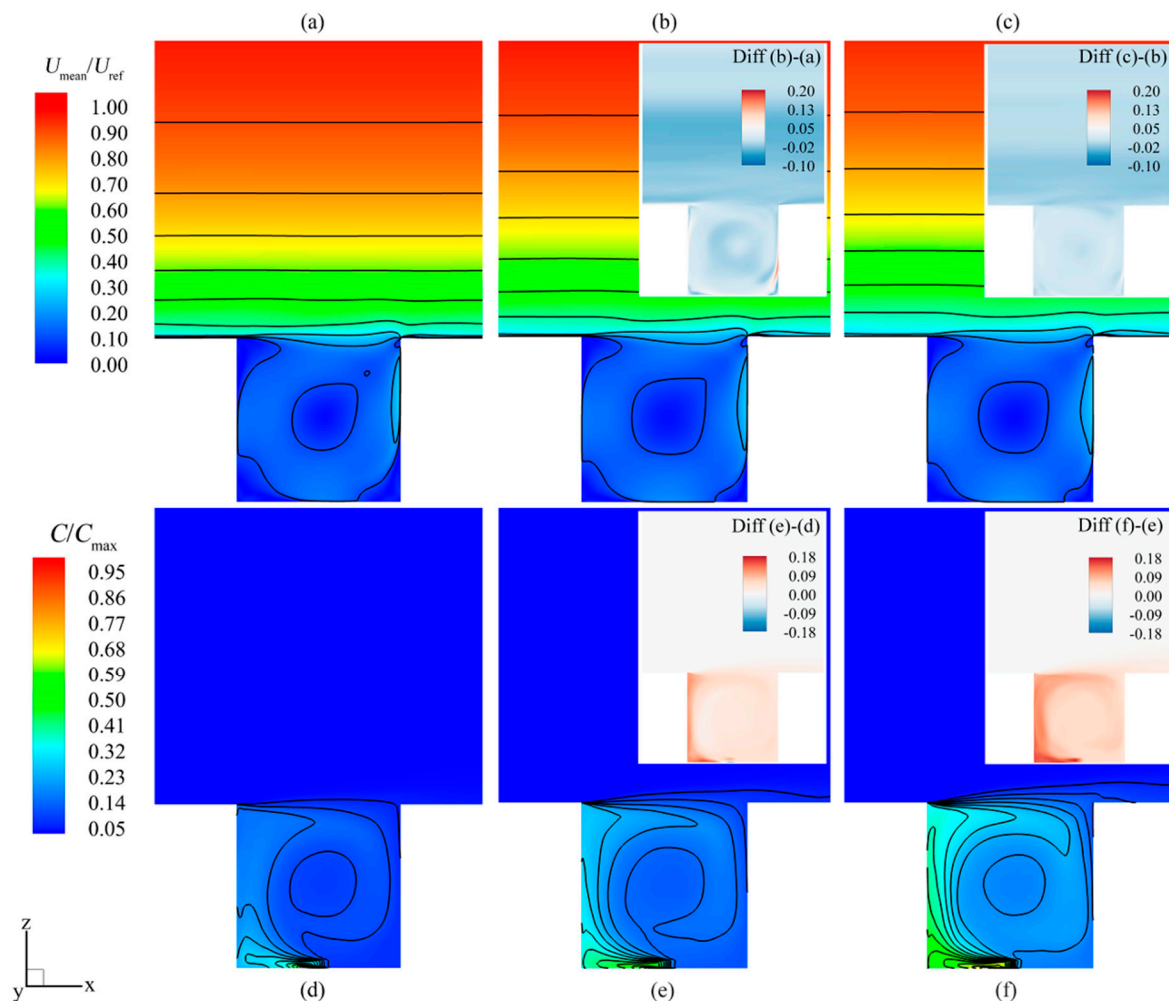 (a)
(b)
(c)
U_mean/U_ref
1.00
0.90
0.80
0.70
0.60
0.50
0.40
0.30
0.20
0.10
0.00
Diff (b)-(a)
0.20
0.13
0.05
-0.02
-0.10
Diff (c)-(b)
0.20
0.13
0.05
-0.02
-0.10
C/C_max
0.95
0.86
0.77
0.68
0.59
0.50
0.41
0.32
0.23
0.14
0.05
Diff (e)-(d)
0.18
0.09
0.00
-0.09
-0.18
Diff (f)-(e)
0.18
0.09
0.00
-0.09
-0.18
z
y
x
(d)
(e)
(f)